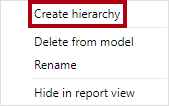 Create hierarchy
Delete from model
Rename
Hide in report view